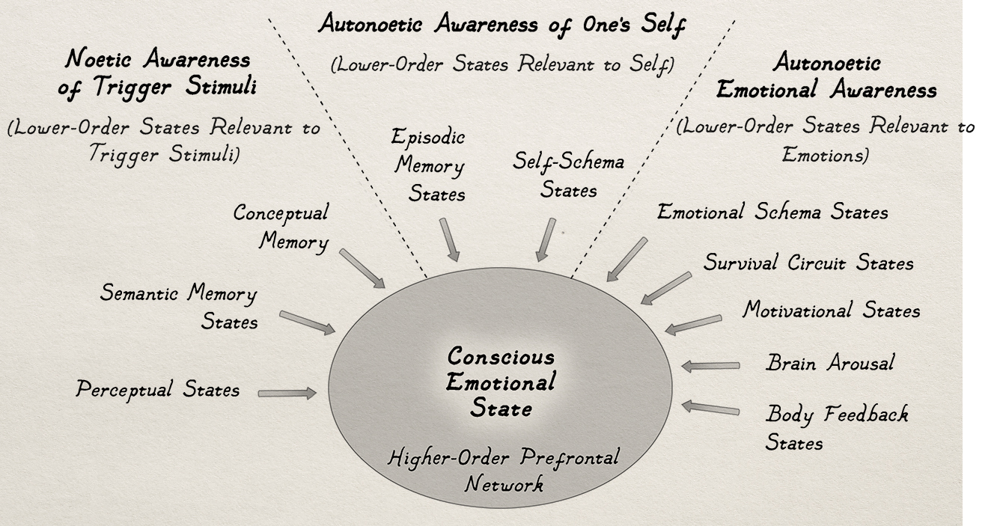 Autonoetic Awareness of One's Self
(Lower-Order States Relevant to Self)
Noetic Awareness
of Trigger Stimuli
(Lower-Order States Relevant to
Trigger Stimuli)
Autonoetic
Emotional Awareness
(Lower-Order States Relevant to
Emotions)
Episodic
Memory
States
Self-Schema
States
Conceptual
Memory
Semantic Memory
States
Perceptual States
Emotional Schema States
Survival Circuit States
Motivational States
Brain Arousal
Body Feedback
States
Conscious
Emotional
State
Higher-Order Prefrontal
Network